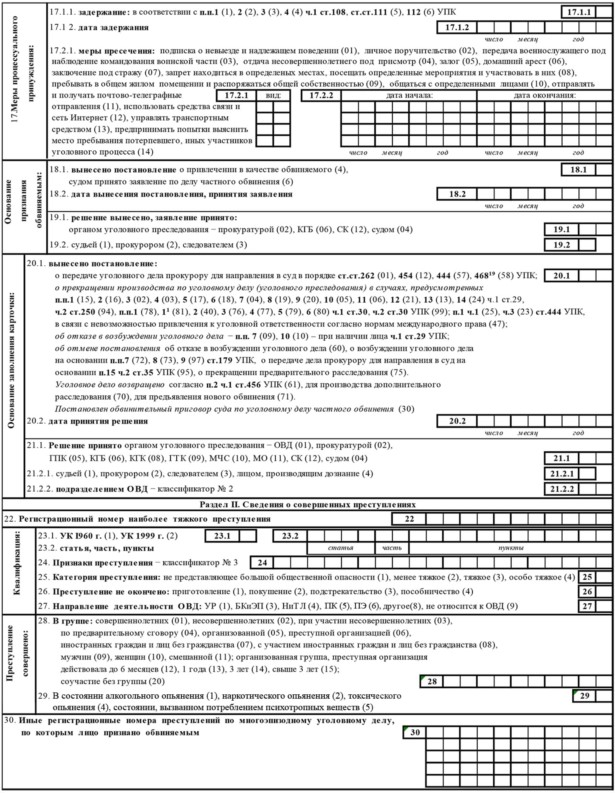 17.1.1. задержание: в соответствии с п.п.1 (1), 2 (2), 3 (3), 4 (4) ч.1 ст.108, ст.ст.111 (5), 112 (6) УПК
17.1.1
17.1 2. дата задержания
17.1.2
число месяц год
17.Меры процессуального принуждения:
17.2.1. меры пресечения: подписка о невыезде и надлежащем поведении (01), личное поручительство (02), передача военнослужащего под
наблюдение командования воинской части (03), отдача несовершеннолетнего под присмотр (04), залог (05), домашний арест (06),
заключение под стражу (07), запрет находиться в определеных местах, посещать определенные мероприятия и участвовать в них (08),
пребывать в общем жилом помещении и распоряжаться общей собственностью (09), общаться с определенными лицами (10), отправлять
и получать почтово-телеграфные
17.2.1 вид:
17.2.2 дата начала: дата окончания:
отправления (11), использовать средства связи и
сеть Интернет (12), управлять транспортным
средством (13), предпринимать попытки выяснить
место пребывания потерпевшего, иных участников
уголовного процесса (14)
число месяц год число месяц год
Основание признания обвиняемым:
18.1. вынесено постановление о привлечении в качестве обвиняемого (4),
судом принято заявление по делу частного обвинения (6)
18.1
18.2. дата вынесения постановления, принятия заявления
18.2
число месяц год
19.1. решение вынесено, заявление принято:
органом уголовного преследования − прокуратурой (02), КГБ (06), СК (12), судом (04)
19.1
19.2. судьей (1), прокурором (2), следователем (3)
19.2
Основание заполнения карточки:
20.1. вынесено постановление:
о передаче уголовного дела прокурору для направления в суд в порядке ст.ст.262 (01), 454 (12), 444 (57), 468¹⁹ (58) УПК;
20.1
о прекращении производства по уголовному делу (уголовного преследования) в случаях, предусмотренных
п.п.1 (15), 2 (16), 3 (02), 4 (03), 5 (17), 6 (18), 7 (04), 8 (19), 9 (20), 10 (05), 11 (06), 12 (21), 13 (13), 14 (24) ч.1 ст.29,
ч.2 ст.250 (94), п.п.1 (78), 1¹ (81), 2 (40), 3 (76), 4 (77), 5 (79), 6 (80) ч.1 ст.30, ч.2 ст.30 УПК (99); п.1 ч.1 (25), ч.3 (23) ст.444 УПК,
в связи с невозможностью привлечения к уголовной ответственности согласно нормам международного права (47);
об отказе в возбуждении уголовного дела − п.п. 7 (09), 10 (10) – при наличии лица ч.1 ст.29 УПК;
об отмене постановления об отказе в возбуждении уголовного дела (60), о возбуждении уголовного дела
на основании п.п.7 (72), 8 (73), 9 (97) ст.179 УПК, о передаче дела прокурору для направления в суд на
основании п.15 ч.2 ст.35 УПК (95), о прекращении предварительного расследования (75).
Уголовное дело возвращено согласно п.2 ч.1 ст.456 УПК (61), для производства дополнительного
расследования (70), для предъявления нового обвинения (71).
Постановлен обвинительный приговор суда по уголовному делу частного обвинения (30)
20.2. дата принятия решения
20.2
число месяц год
21.1. Решение принято органом уголовного преследования − ОВД (01), прокуратурой (02),
ГПК (05), КГБ (06), КГК (08), ГТК (09), МЧС (10), МО (11), СК (12), судом (04)
21.1
21.2.1. судьей (1), прокурором (2), следователем (3), лицом, производящим дознание (4)
21.2.1
21.2.2. подразделением ОВД − классификатор № 2
21.2.2
Раздел II. Сведения о совершенных преступлениях
22. Регистрационный номер наиболее тяжкого преступления
22
Квалификация:
23.1. УК I960 г. (1), УК 1999 г. (2)
23.1
23.2
23.2. статья, часть, пункты
статья часть пункты
24. Признаки преступления − классификатор № 3
24
25. Категория преступления: не представляющее большой общественной опасности (1), менее тяжкое (2), тяжкое (3), особо тяжкое (4)
25
26. Преступление не окончено: приготовление (1), покушение (2), подстрекательство (3), пособничество (4)
26
27. Направление деятельности ОВД: УР (1), БКиЭП (3), НиТЛ (4), ПК (5), ПЭ (6), другое(8), не относится к ОВД (9)
27
Преступление совершено:
28. В группе: совершеннолетних (01), несовершеннолетних (02), при участии несовершеннолетних (03),
по предварительному сговору (04), организованной (05), преступной организацией (06),
иностранных граждан и лиц без гражданства (07), с участием иностранных граждан и лиц без гражданства (08),
мужчин (09), женщин (10), смешанной (11); организованная группа, преступная организация
действовала до 6 месяцев (12), 1 года (13), 3 лет (14), свыше 3 лет (15);
соучастие без группы (20)
28
29. В состоянии алкогольного опьянения (1), наркотического опьянения (2), токсического
опьянения (4), состоянии, вызванном потреблением психотропных веществ (5)
29
30. Иные регистрационные номера преступлений по многоэпизодному уголовному делу,
по которым лицо признано обвиняемым
30